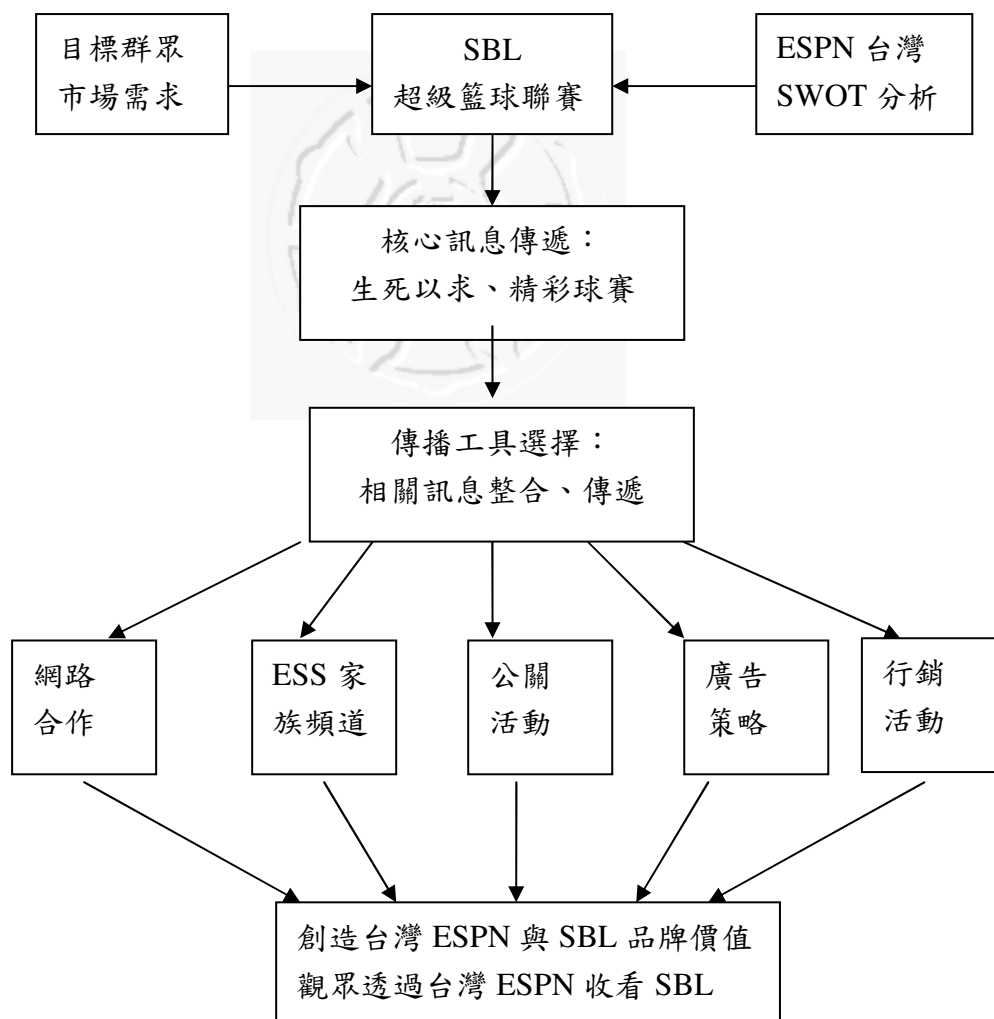 目標群眾
市場需求
SBL
超級籃球聯賽
ESPN 台灣
SWOT 分析
核心訊息傳遞：
生死以求、精彩球賽
傳播工具選擇：
相關訊息整合、傳遞
網路
合作
ESS 家
族頻道
公關
活動
廣告
策略
行銷
活動
創造台灣 ESPN 與 SBL 品牌價值
觀眾透過台灣 ESPN 收看 SBL